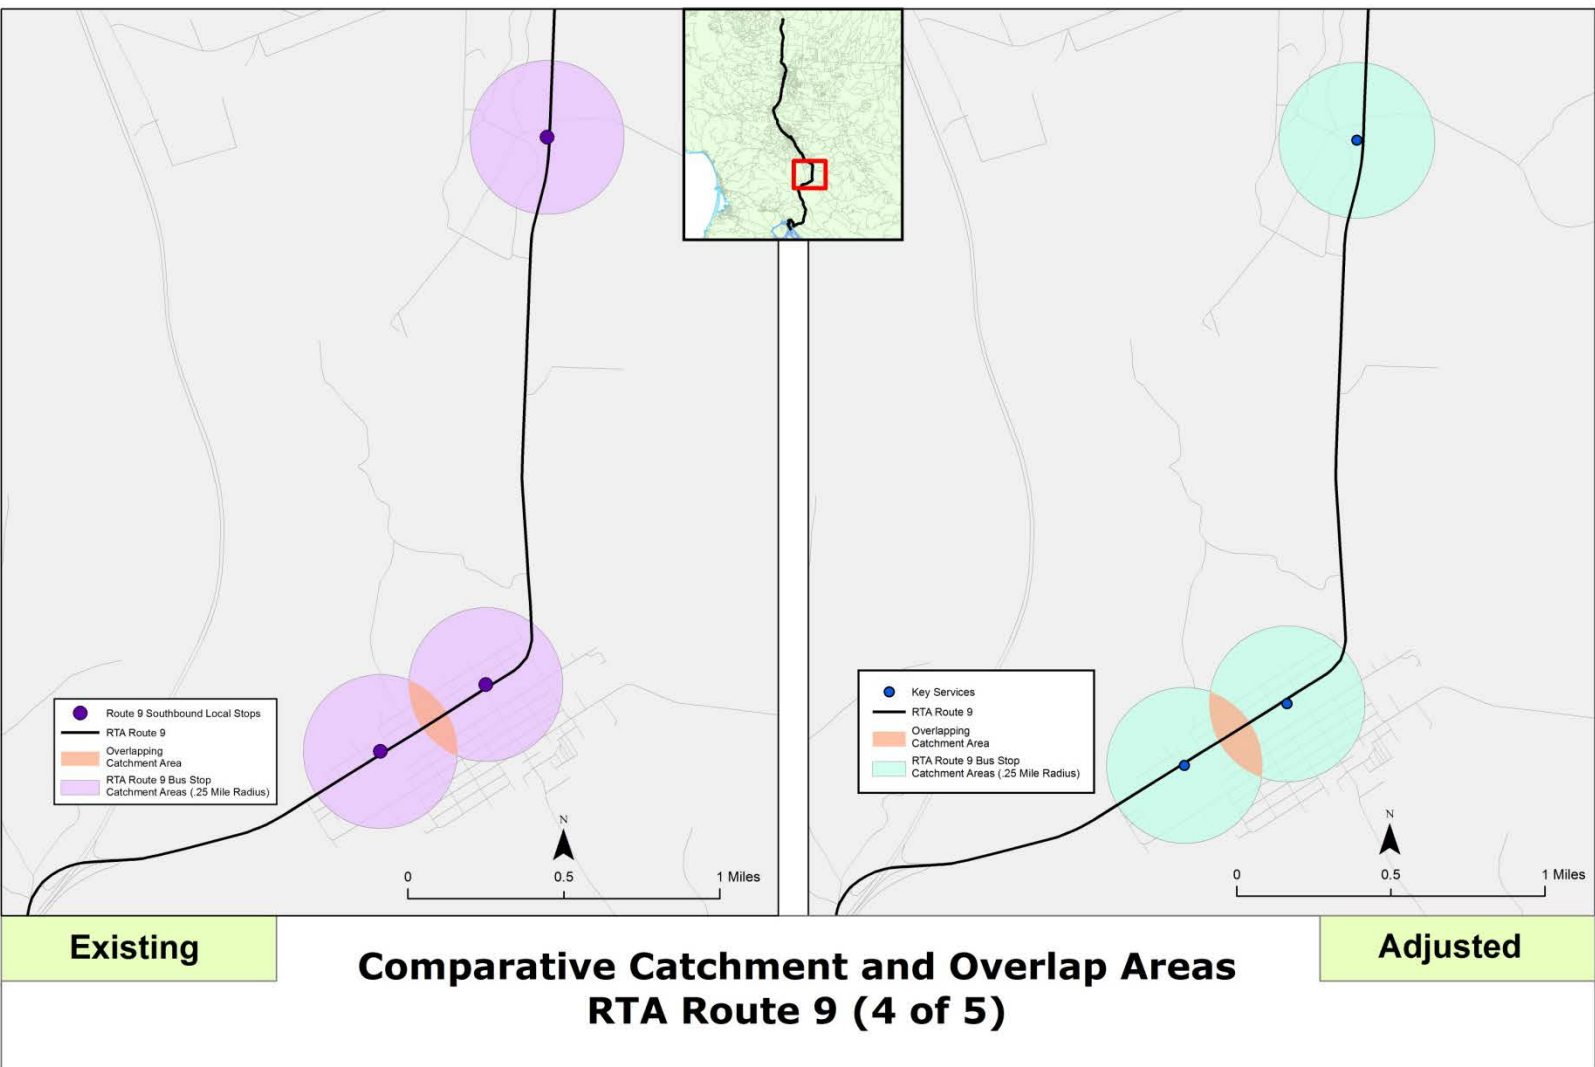 Route 9 Southbound Local Stops
RTA Route 9
Overlapping
Catchment Area
RTA Route 9 Bus Stop
Catchment Areas (.25 Mile Radius)
N
0
0.5
1 Miles
Key Services
RTA Route 9
Overlapping
Catchment Area
RTA Route 9 Bus Stop
Catchment Areas (.25 Mile Radius)
N
0
0.5
1 Miles
Existing
Adjusted
Comparative Catchment and Overlap Areas
RTA Route 9 (4 of 5)